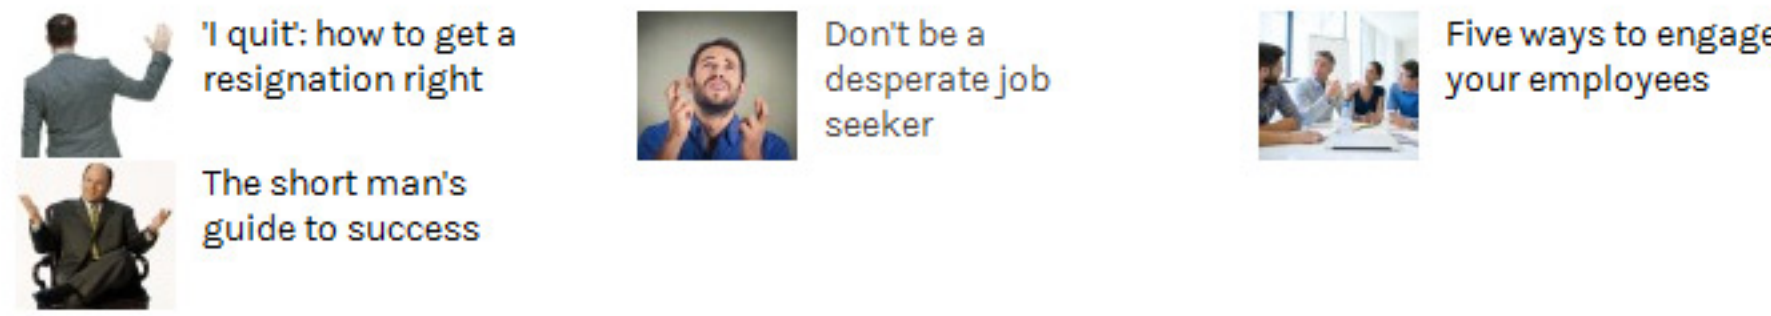 'I quit': how to get a
resignation right
Don't be a
desperate job
seeker
Five ways to engage
your employees
The short man's
guide to success